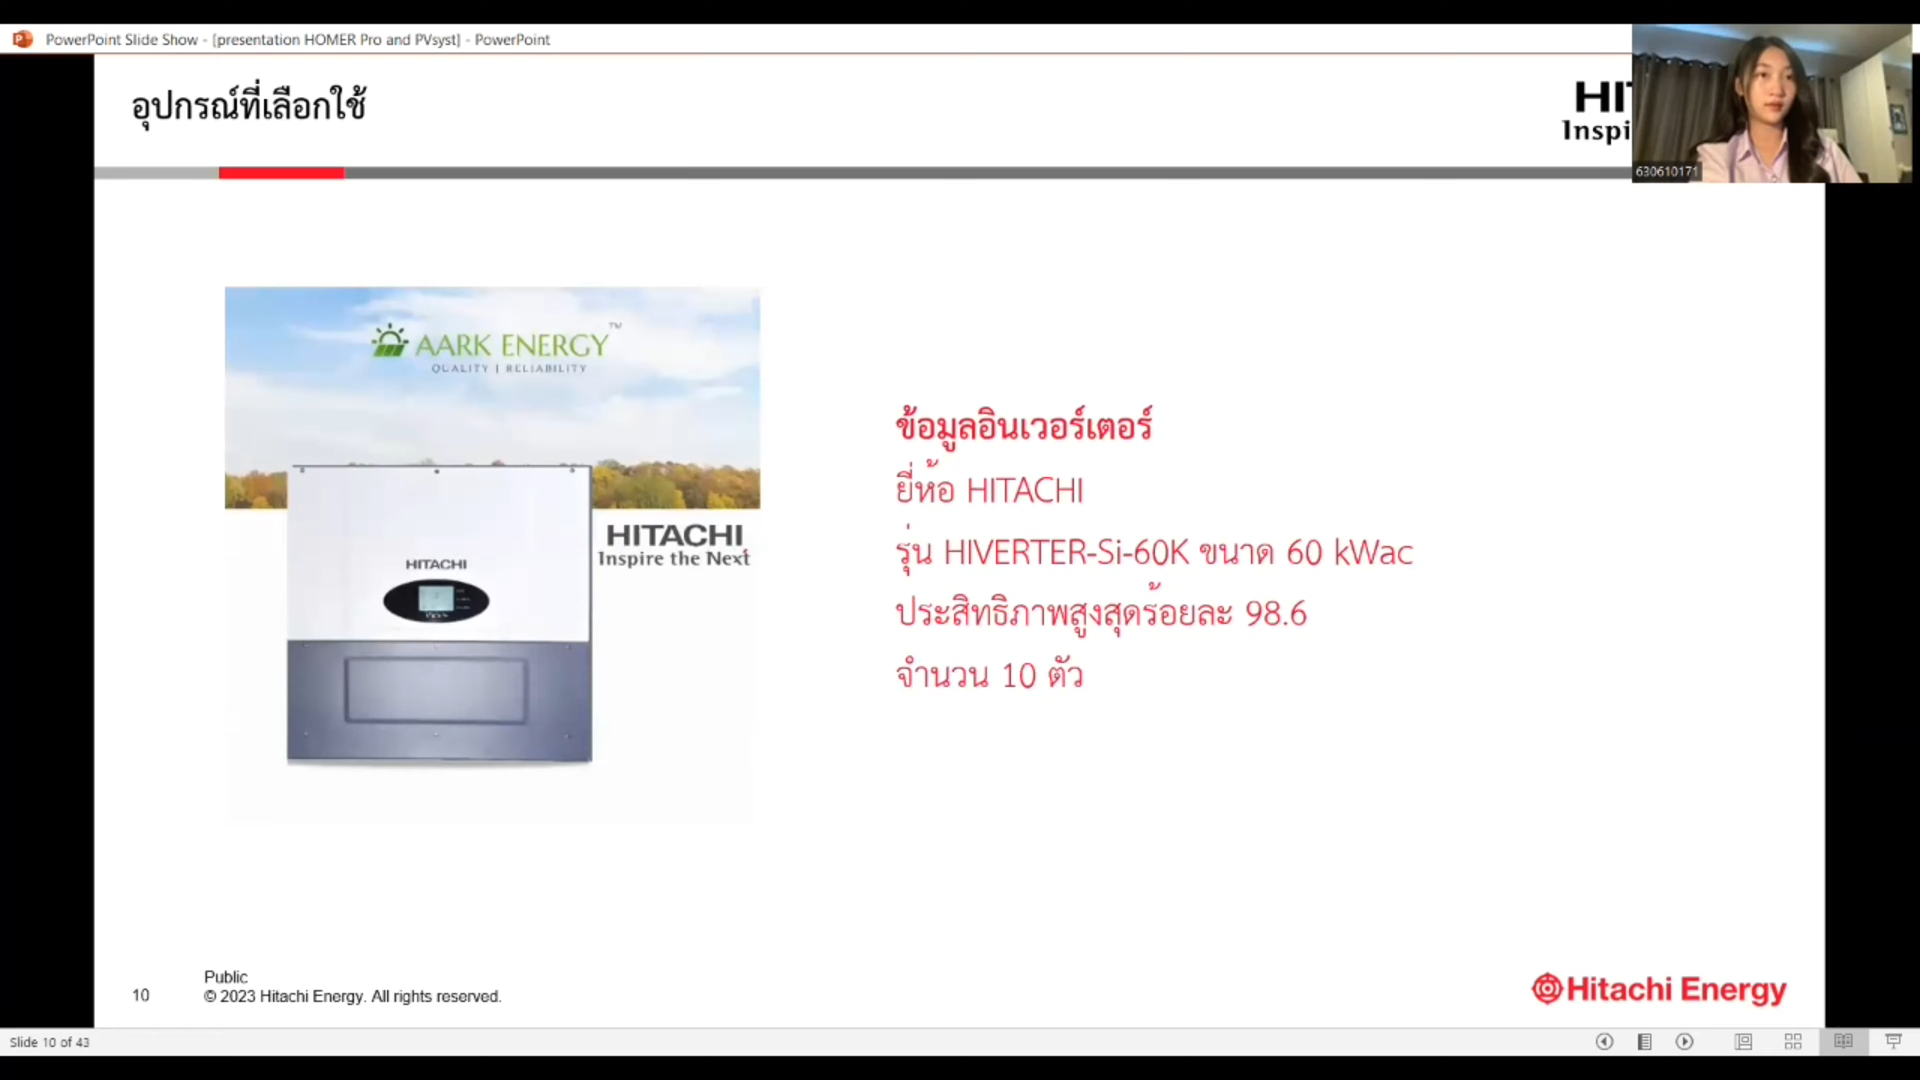 PowerPoint Slide Show - [presentation HOMER Pro and PVsyst] - PowerPoint
อุปกรณ์ที่เลือกใช้
HIT
Inspi
630610171
AARK ENERGY™
QUALITY | RELIABILITY
HITACHI
Inspire the Next
HITACHI
ข้อมูลอินเวอร์เตอร์
ยี่ห้อ HITACHI
รุ่น HIVERTER-Si-60K ขนาด 60 kWac
ประสิทธิภาพสูงสุดร้อยละ 98.6
จำนวน 10 ตัว
Public
10
© 2023 Hitachi Energy. All rights reserved.
Hitachi Energy
Slide 10 of 43